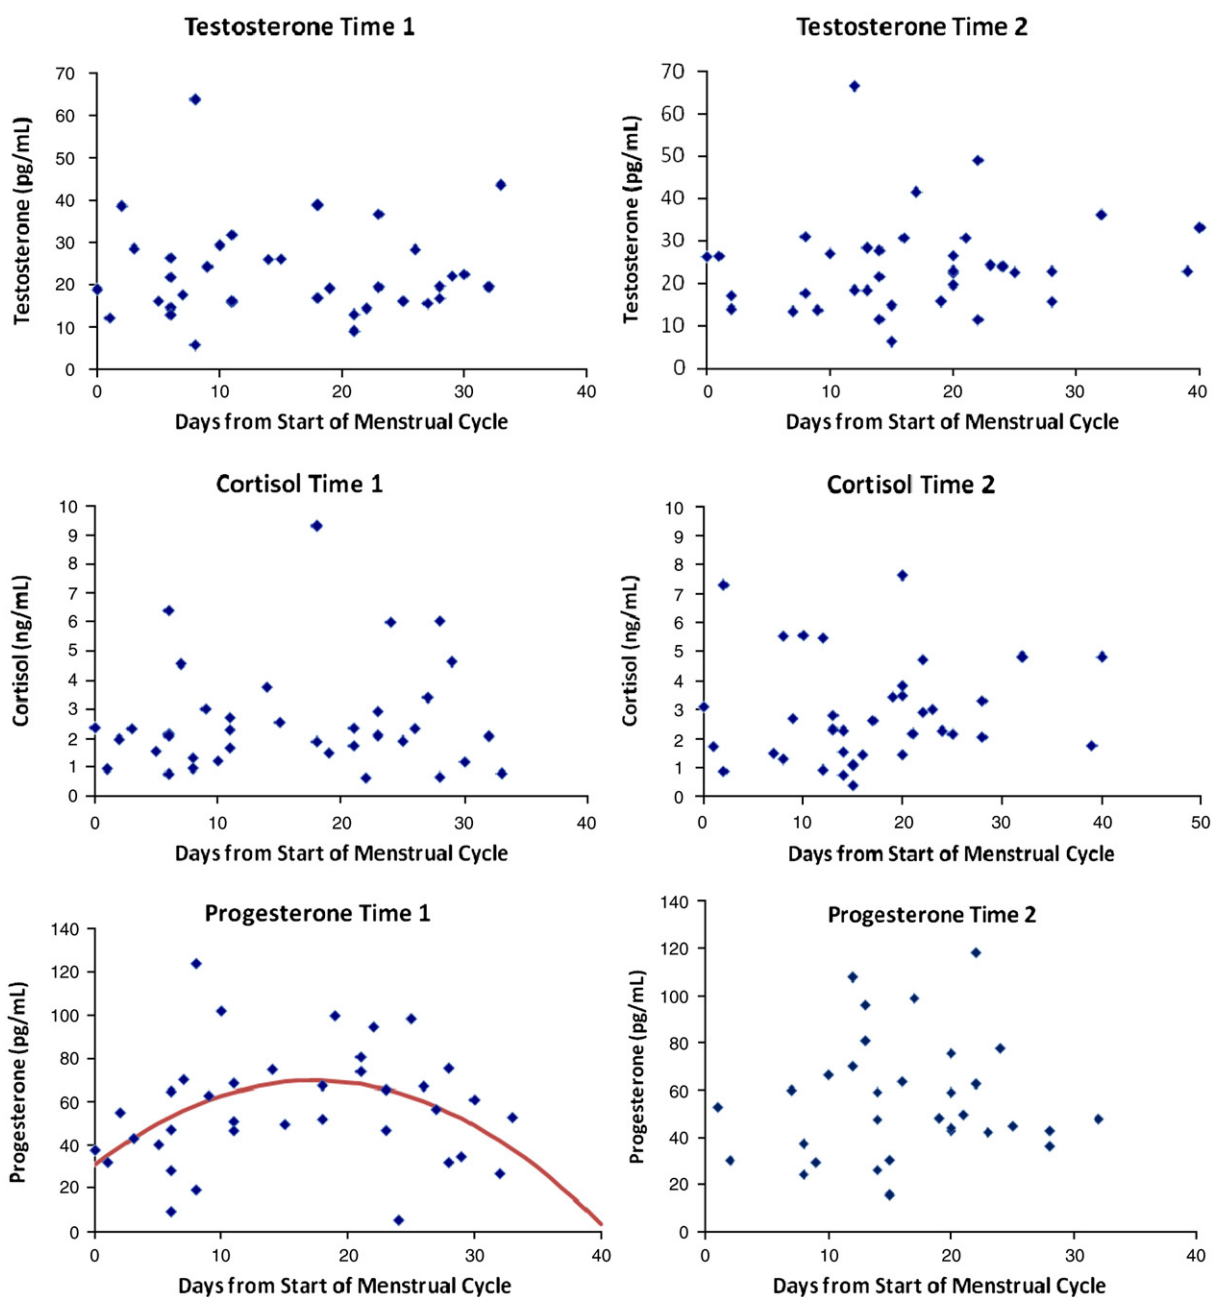 Testosterone Time 1
Testosterone (pg/mL)
70
60
50
40
30
20
10
0
0 10 20 30 40
Days from Start of Menstrual Cycle
Testosterone Time 2
Testosterone (pg/mL)
70
60
50
40
30
20
10
0
0 10 20 30 40
Days from Start of Menstrual Cycle
Cortisol Time 1
Cortisol (ng/mL)
10
9
8
7
6
5
4
3
2
1
0
0 10 20 30 40
Days from Start of Menstrual Cycle
Cortisol Time 2
Cortisol (ng/mL)
10
9
8
7
6
5
4
3
2
1
0
0 10 20 30 40 50
Days from Start of Menstrual Cycle
Progesterone Time 1
Progesterone (pg/mL)
140
120
100
80
60
40
20
0
0 10 20 30 40
Days from Start of Menstrual Cycle
Progesterone Time 2
Progesterone (pg/mL)
140
120
100
80
60
40
20
0
0 10 20 30 40
Days from Start of Menstrual Cycle